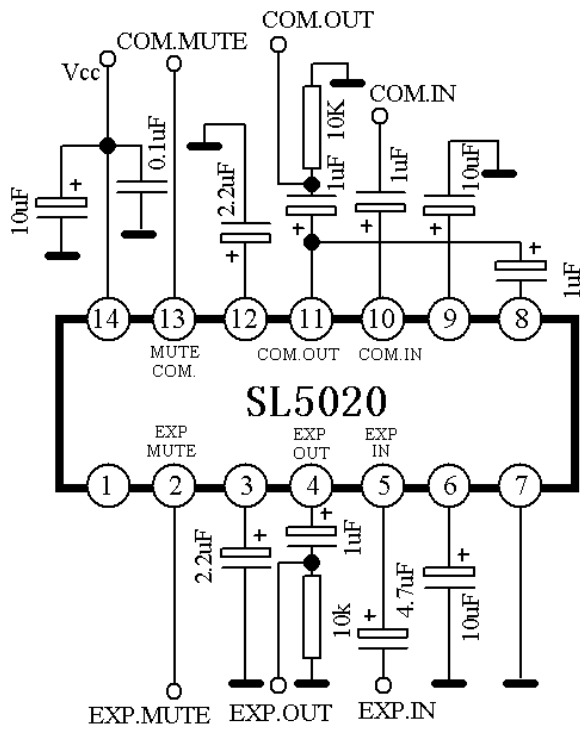 COM.OUT
COM.MUTE
Vcc
COM.IN
10K
0.1uF
10uF
2.2uF
1uF
1uF
10uF
1uF
+
+
+
+
+
+
14
13
12
11
10
9
8
MUTE
COM.
COM.OUT
COM.IN
SL5020
EXP
MUTE
EXP
OUT
EXP
IN
1
2
3
4
5
6
7
+
+
+
+
2.2uF
1uF
4.7uF
10uF
10k
EXP.MUTE
EXP.OUT
EXP.IN